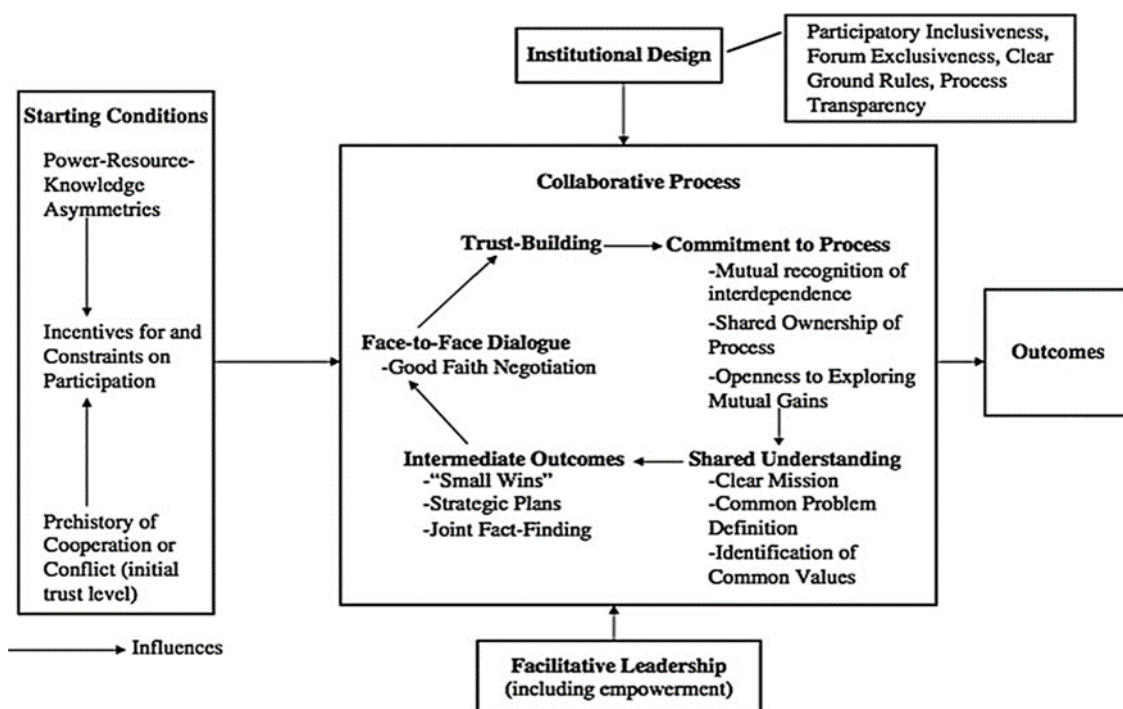 Institutional Design
Participatory Inclusiveness,
Forum Exclusiveness, Clear
Ground Rules, Process
Transparency
Starting Conditions
Power-Resource-
Knowledge
Asymmetries
Incentives for and
Constraints on
Participation
Prehistory of
Cooperation or
Conflict (initial
trust level)
Collaborative Process
Trust-Building
Commitment to Process
-Mutual recognition of
interdependence
-Shared Ownership of
Process
-Openness to Exploring
Mutual Gains
Face-to-Face Dialogue
-Good Faith Negotiation
Intermediate Outcomes
-“Small Wins”
-Strategic Plans
-Joint Fact-Finding
Shared Understanding
-Clear Mission
-Common Problem
Definition
-Identification of
Common Values
Outcomes
Influences
Facilitative Leadership
(including empowerment)